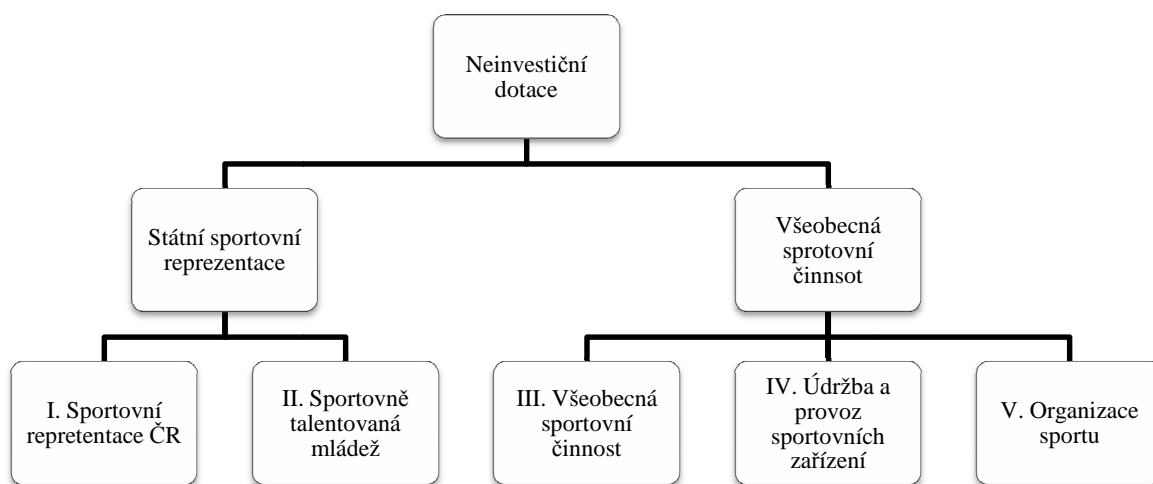 Neinvestiční
dotace
Státní sportovní
reprezentace
Všeobecná
sprotovní
činnsot
I. Sportovní
repretentace ČR
II. Sportovně
talentovaná
mládež
III. Všeobecná
sportovní
činnost
IV. Údržba a
provoz
sportovních
zařízení
V. Organizace
sportu